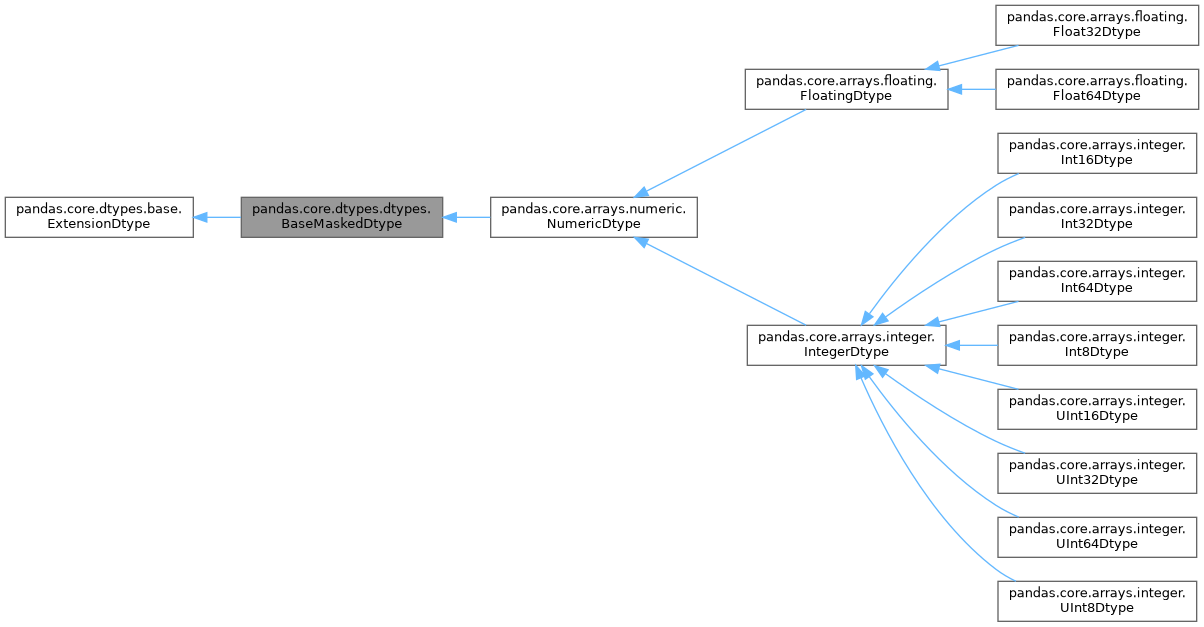 pandas.core.arrays.floating.
Float32Dtype
pandas.core.arrays.floating.
FloatingDtype
pandas.core.arrays.floating.
Float64Dtype
pandas.core.arrays.integer.
Int16Dtype
pandas.core.dtypes.base.
ExtensionDtype
pandas.core.dtypes.dtypes.
BaseMaskedDtype
pandas.core.arrays.numeric.
NumericDtype
pandas.core.arrays.integer.
Int32Dtype
pandas.core.arrays.integer.
Int64Dtype
pandas.core.arrays.integer.
IntegerDtype
pandas.core.arrays.integer.
Int8Dtype
pandas.core.arrays.integer.
UInt16Dtype
pandas.core.arrays.integer.
UInt32Dtype
pandas.core.arrays.integer.
UInt64Dtype
pandas.core.arrays.integer.
UInt8Dtype